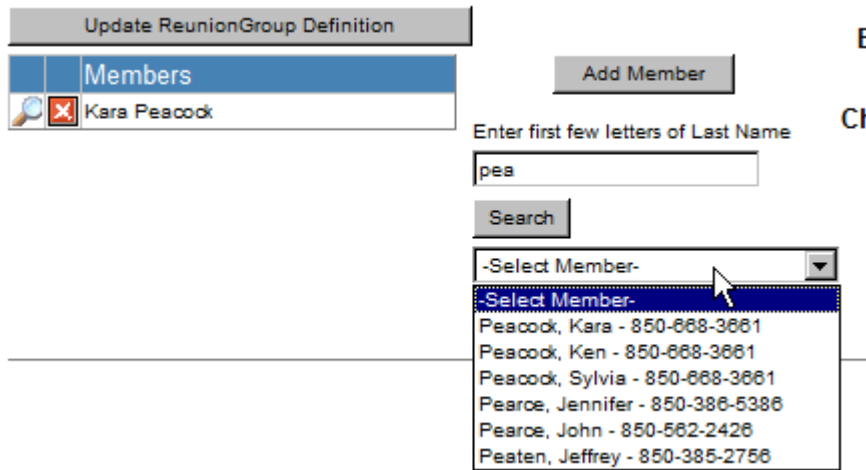 Update ReunionGroup Definition
Members
Kara Peacock
Add Member
Enter first few letters of Last Name
pea
Search
-Select Member-
-Select Member-
Peacock, Kara - 850-668-3661
Peacock, Ken - 850-668-3661
Peacock, Sylvia - 850-668-3661
Pearce, Jennifer - 850-386-5386
Pearce, John - 850-562-2426
Peaten, Jeffrey - 850-385-2756